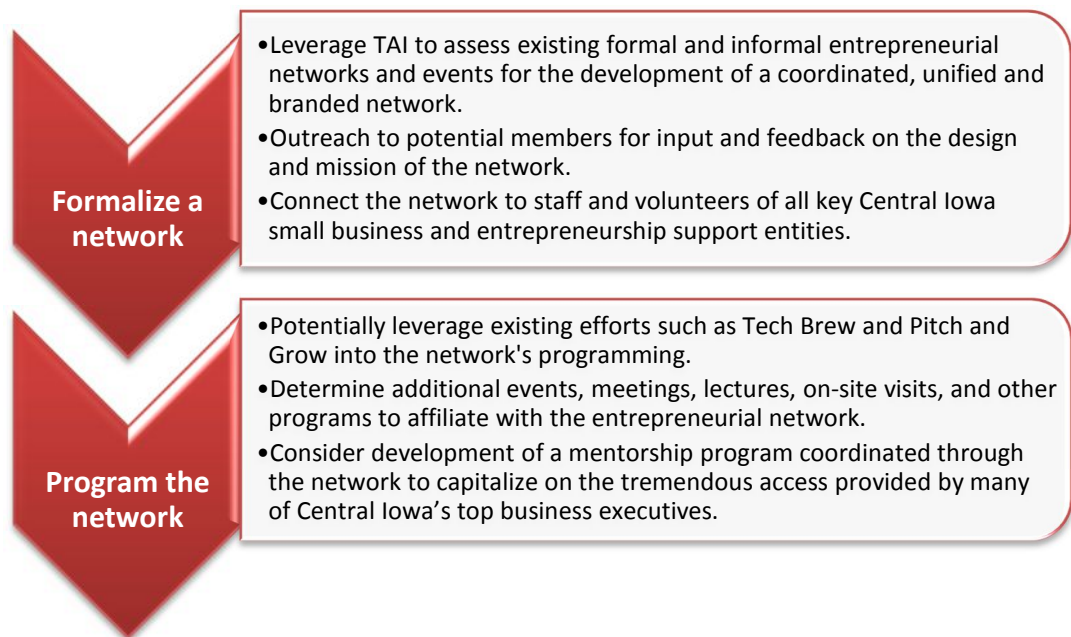 Formalize a
network
•Leverage TAI to assess existing formal and informal entrepreneurial
networks and events for the development of a coordinated, unified and
branded network.
•Outreach to potential members for input and feedback on the design
and mission of the network.
•Connect the network to staff and volunteers of all key Central Iowa
small business and entrepreneurship support entities.
Program the
network
•Potentially leverage existing efforts such as Tech Brew and Pitch and
Grow into the network's programming.
•Determine additional events, meetings, lectures, on-site visits, and other
programs to affiliate with the entrepreneurial network.
•Consider development of a mentorship program coordinated through
the network to capitalize on the tremendous access provided by many
of Central Iowa’s top business executives.